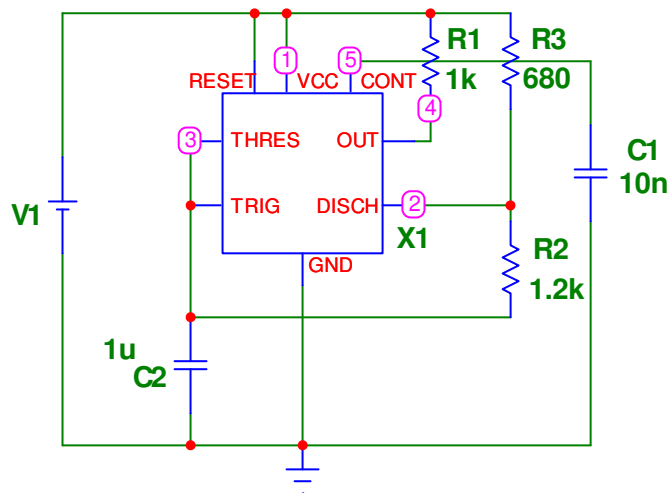 R1
R3
1
5
RESET
VCC
CONT
1k
680
4
3
THRES
OUT
C1
10n
V1
TRIG
DISCH
2
X1
GND
R2
1.2k
1u
C2